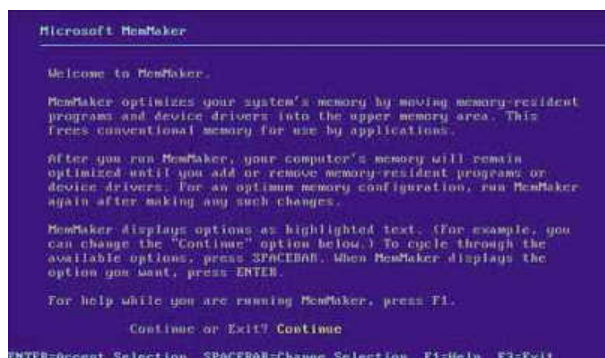 Microsoft MemMaker
Welcome to MemMaker.
MemMaker optimizes your system's memory by moving memory-resident
programs and device drivers into the upper memory area. This
frees conventional memory for use by applications.
After you run MemMaker, your computer's memory will remain
optimized until you add or remove memory-resident programs or
device drivers. For an optimum memory configuration, run MemMaker
again after making any such changes.
MemMaker displays options as highlighted text. (For example, you
can change the "Continue" option below.) To cycle through the
available options, press SPACEBAR. When MemMaker displays the
option you want, press ENTER.
For help while you are running MemMaker, press F1.
Continue or Exit? Continue
ENTER=Accept Selection SPACEBAR=Change Selection F1=Help F3=Exit